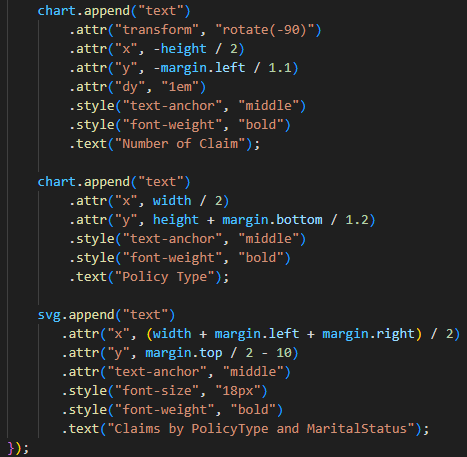 chart.append("text")
    .attr("transform", "rotate(-90)")
    .attr("x", -height / 2)
    .attr("y", -margin.left / 1.1)
    .attr("dy", "1em")
    .style("text-anchor", "middle")
    .style("font-weight", "bold")
    .text("Number of Claim");

chart.append("text")
    .attr("x", width / 2)
    .attr("y", height + margin.bottom / 1.2)
    .style("text-anchor", "middle")
    .style("font-weight", "bold")
    .text("Policy Type");

svg.append("text")
   .attr("x", (width + margin.left + margin.right) / 2)
   .attr("y", margin.top / 2 - 10)
   .attr("text-anchor", "middle")
   .style("font-size", "18px")
   .style("font-weight", "bold")
   .text("Claims by PolicyType and MaritalStatus");
});